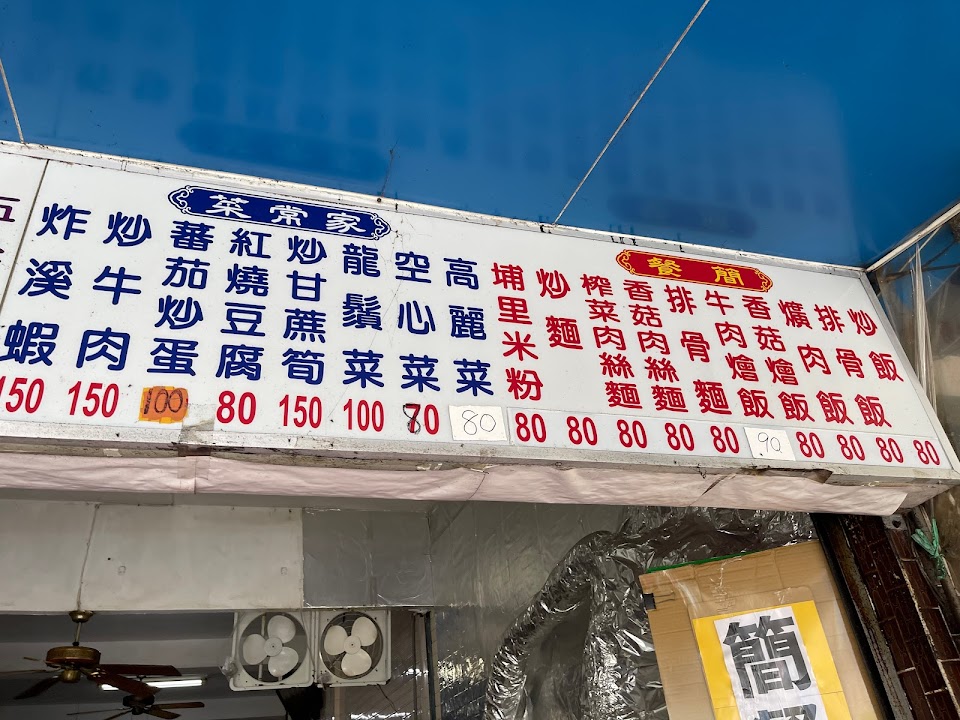 簡餐
炒飯 80
排骨飯 80
爌肉飯 80
香菇燴飯 80
牛肉燴飯 90
排骨麵 80
香菇肉絲麵 80
榨菜肉絲麵 80
炒麵 80
埔里米粉 80
家常菜
高麗菜 80
空心菜
龍鬚菜 100
炒甘蔗筍 150
紅燒豆腐 80
蕃茄炒蛋 100
炒牛肉 150
炸溪蝦 150
五
簡